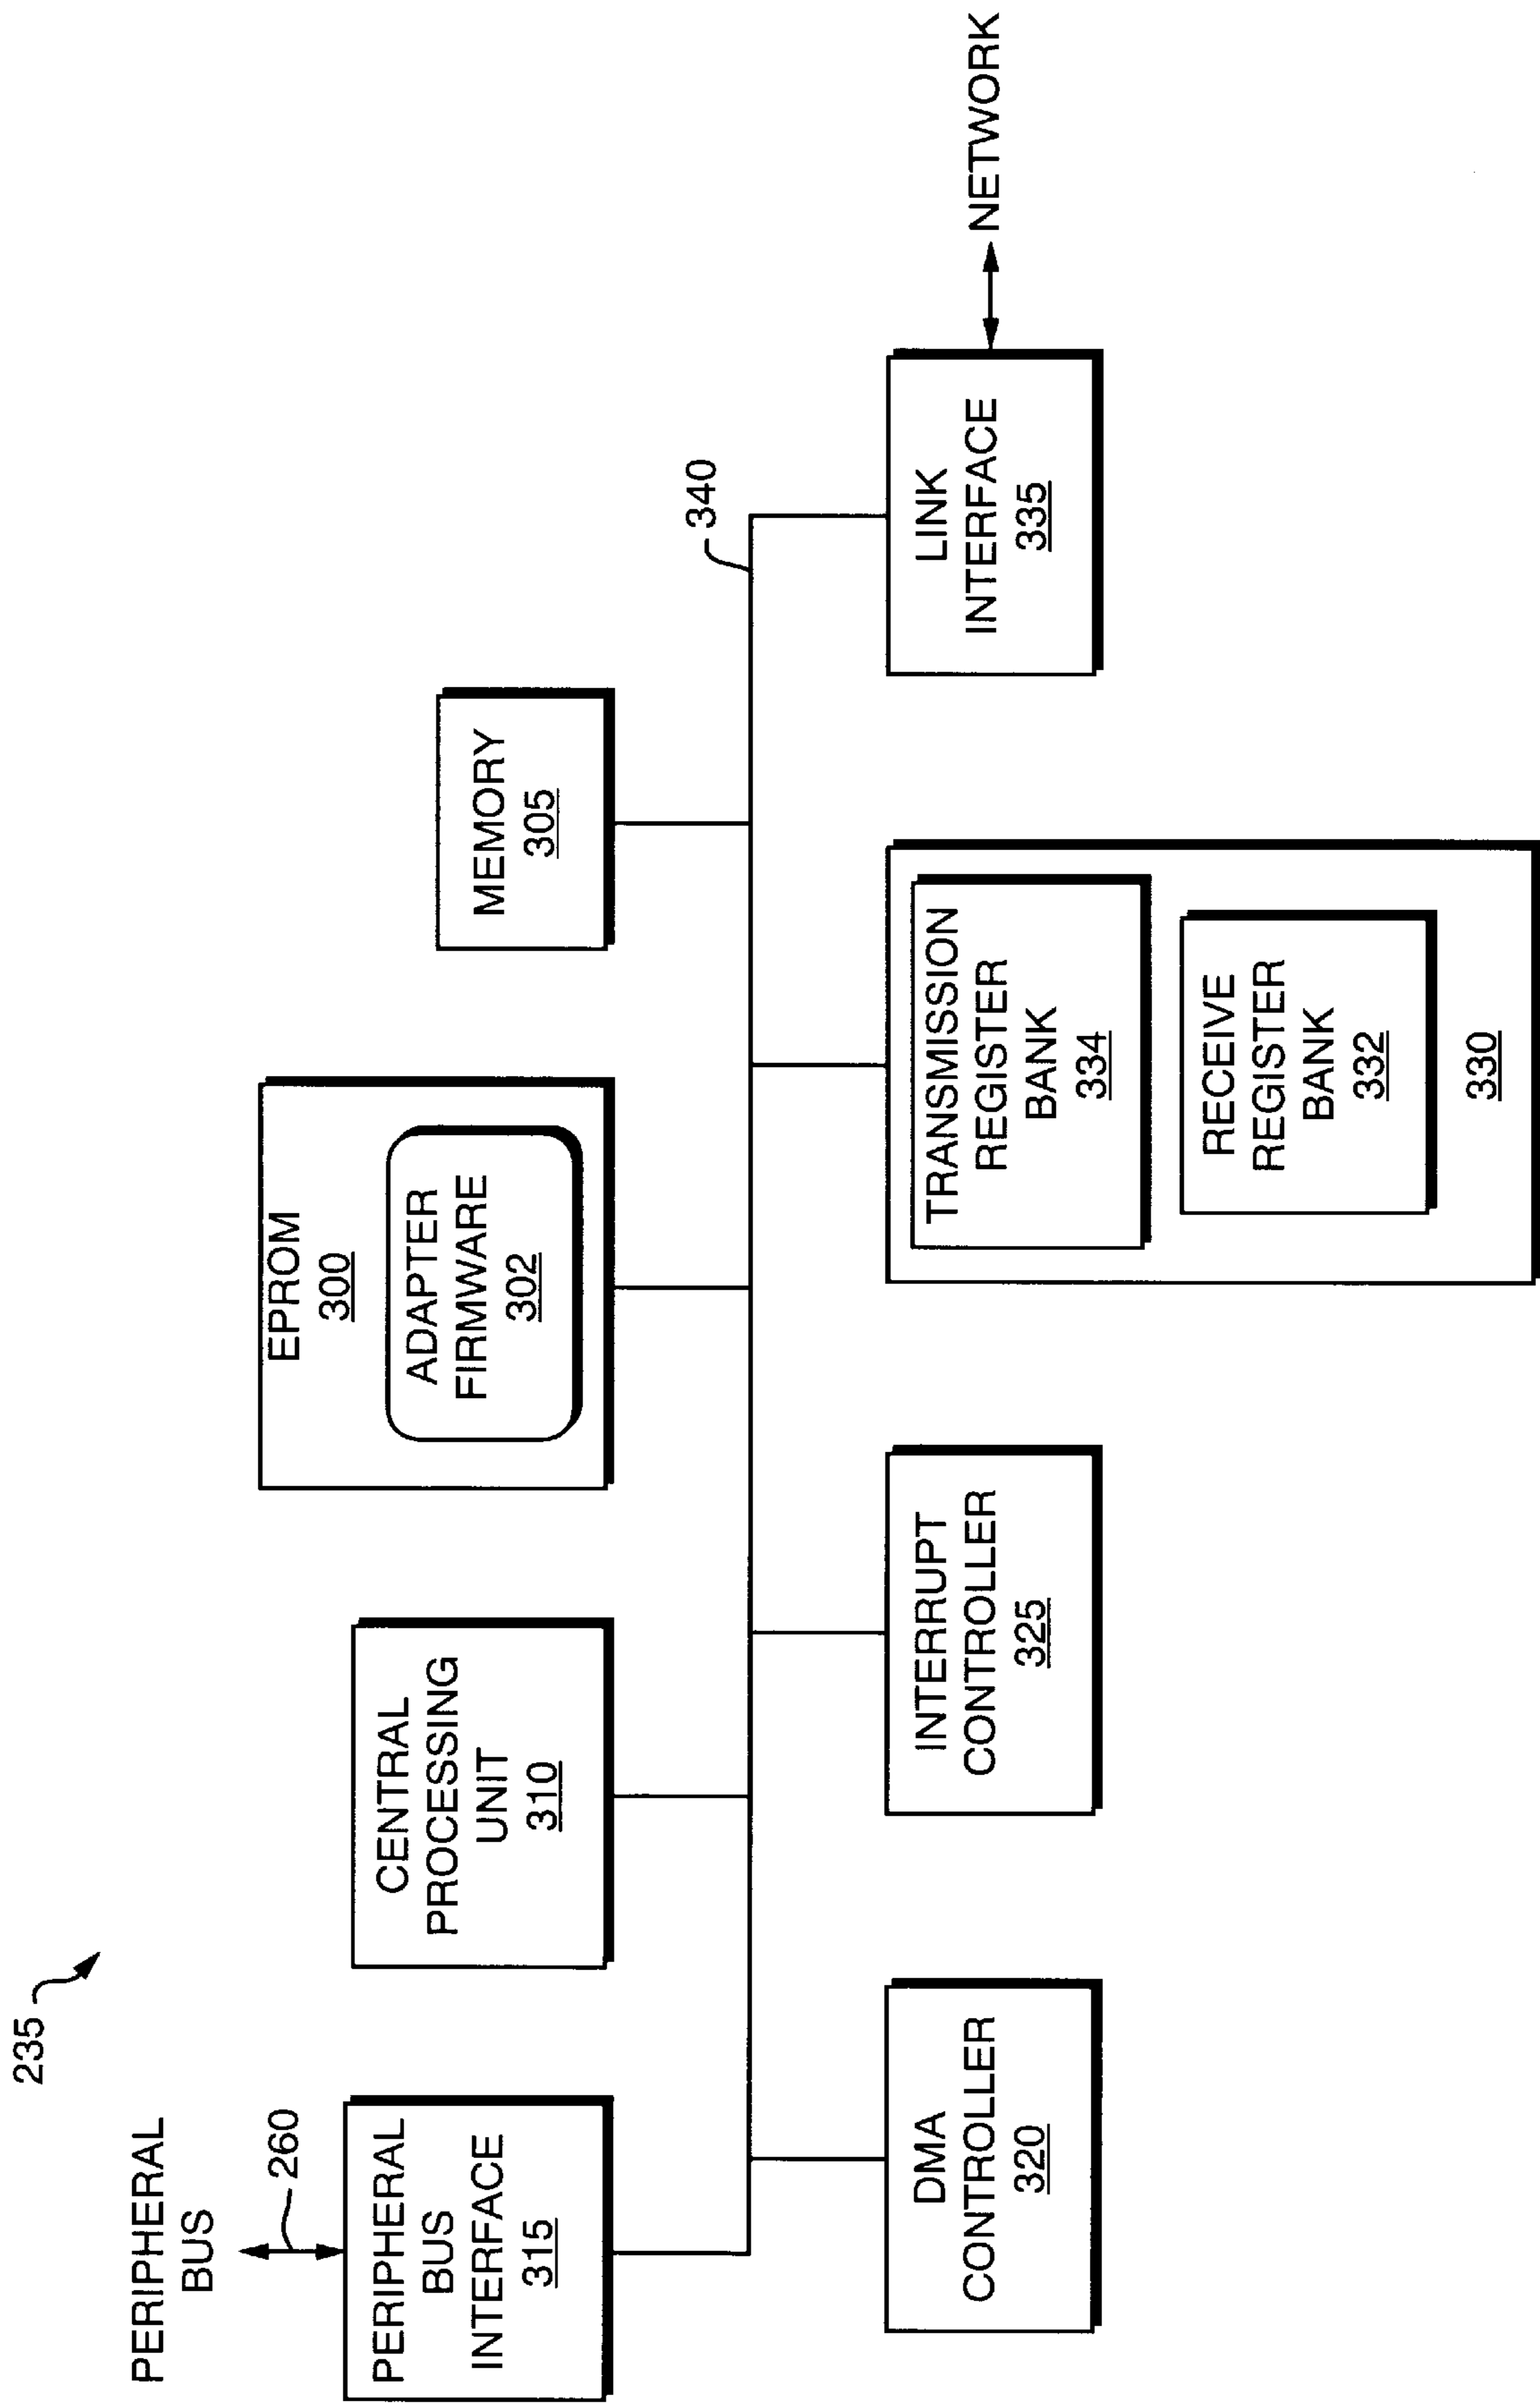 235
PERIPHERAL
BUS
260
PERIPHERAL
BUS
INTERFACE
315
CENTRAL
PROCESSING
UNIT
310
EPROM
300
ADAPTER
FIRMWARE
302
MEMORY
305
340
DMA
CONTROLLER
320
INTERRUPT
CONTROLLER
325
TRANSMISSION
REGISTER
BANK
334
RECEIVE
REGISTER
BANK
332
330
LINK
INTERFACE
335
NETWORK